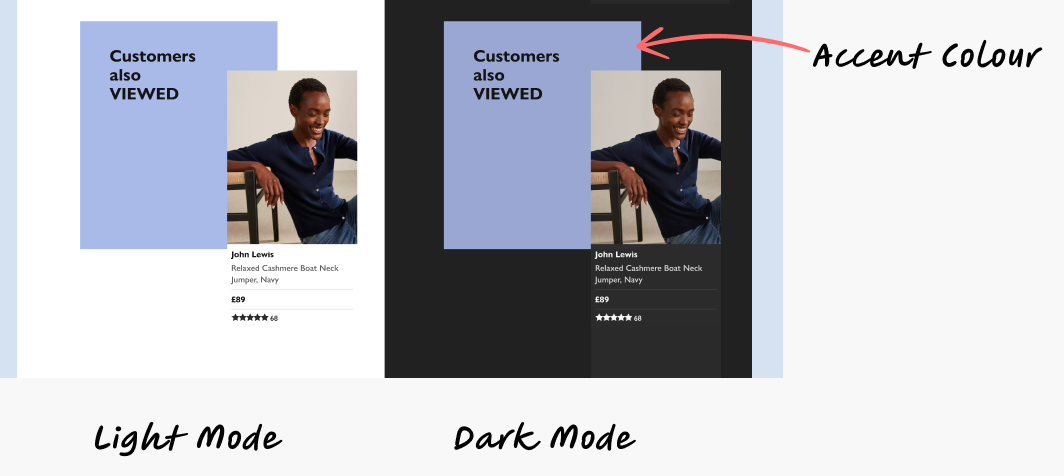 Customers
also
VIEWED
John Lewis
Relaxed Cashmere Boat Neck
Jumper, Navy
£89
68
Customers
also
VIEWED
John Lewis
Relaxed Cashmere Boat Neck
Jumper, Navy
£89
68
Accent Colour
Light Mode
Dark Mode